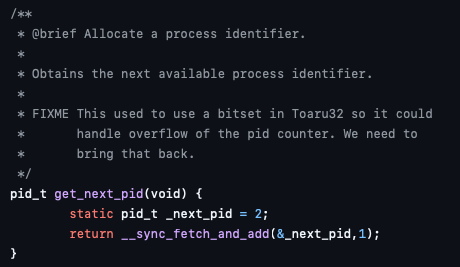 /**
 * @brief Allocate a process identifier.
 *
 * Obtains the next available process identifier.
 *
 * FIXME This used to use a bitset in Toaru32 so it could
 *       handle overflow of the pid counter. We need to
 *       bring that back.
 */
pid_t get_next_pid(void) {
        static pid_t _next_pid = 2;
        return __sync_fetch_and_add(&_next_pid,1);
}